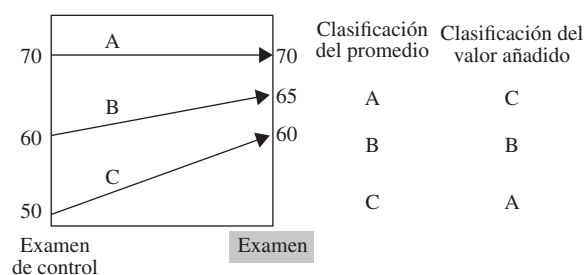 Clasificación
del promedio
Clasificación del
valor añadido
70
A
70
65
B
60
60
C
50
A
C
B
B
C
A
Examen
de control
Examen